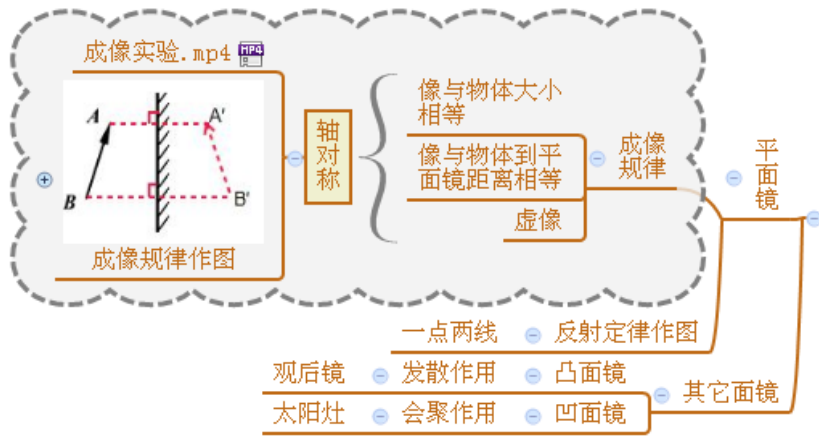 成像实验.mp4
MP4
A
A'
B
B'
成像规律作图
轴对称
像与物体大小
相等
像与物体到平
面镜距离相等
虚像
成像
规律
平面镜
一点两线
反射定律作图
观后镜
发散作用
凸面镜
太阳灶
会聚作用
凹面镜
其它面镜